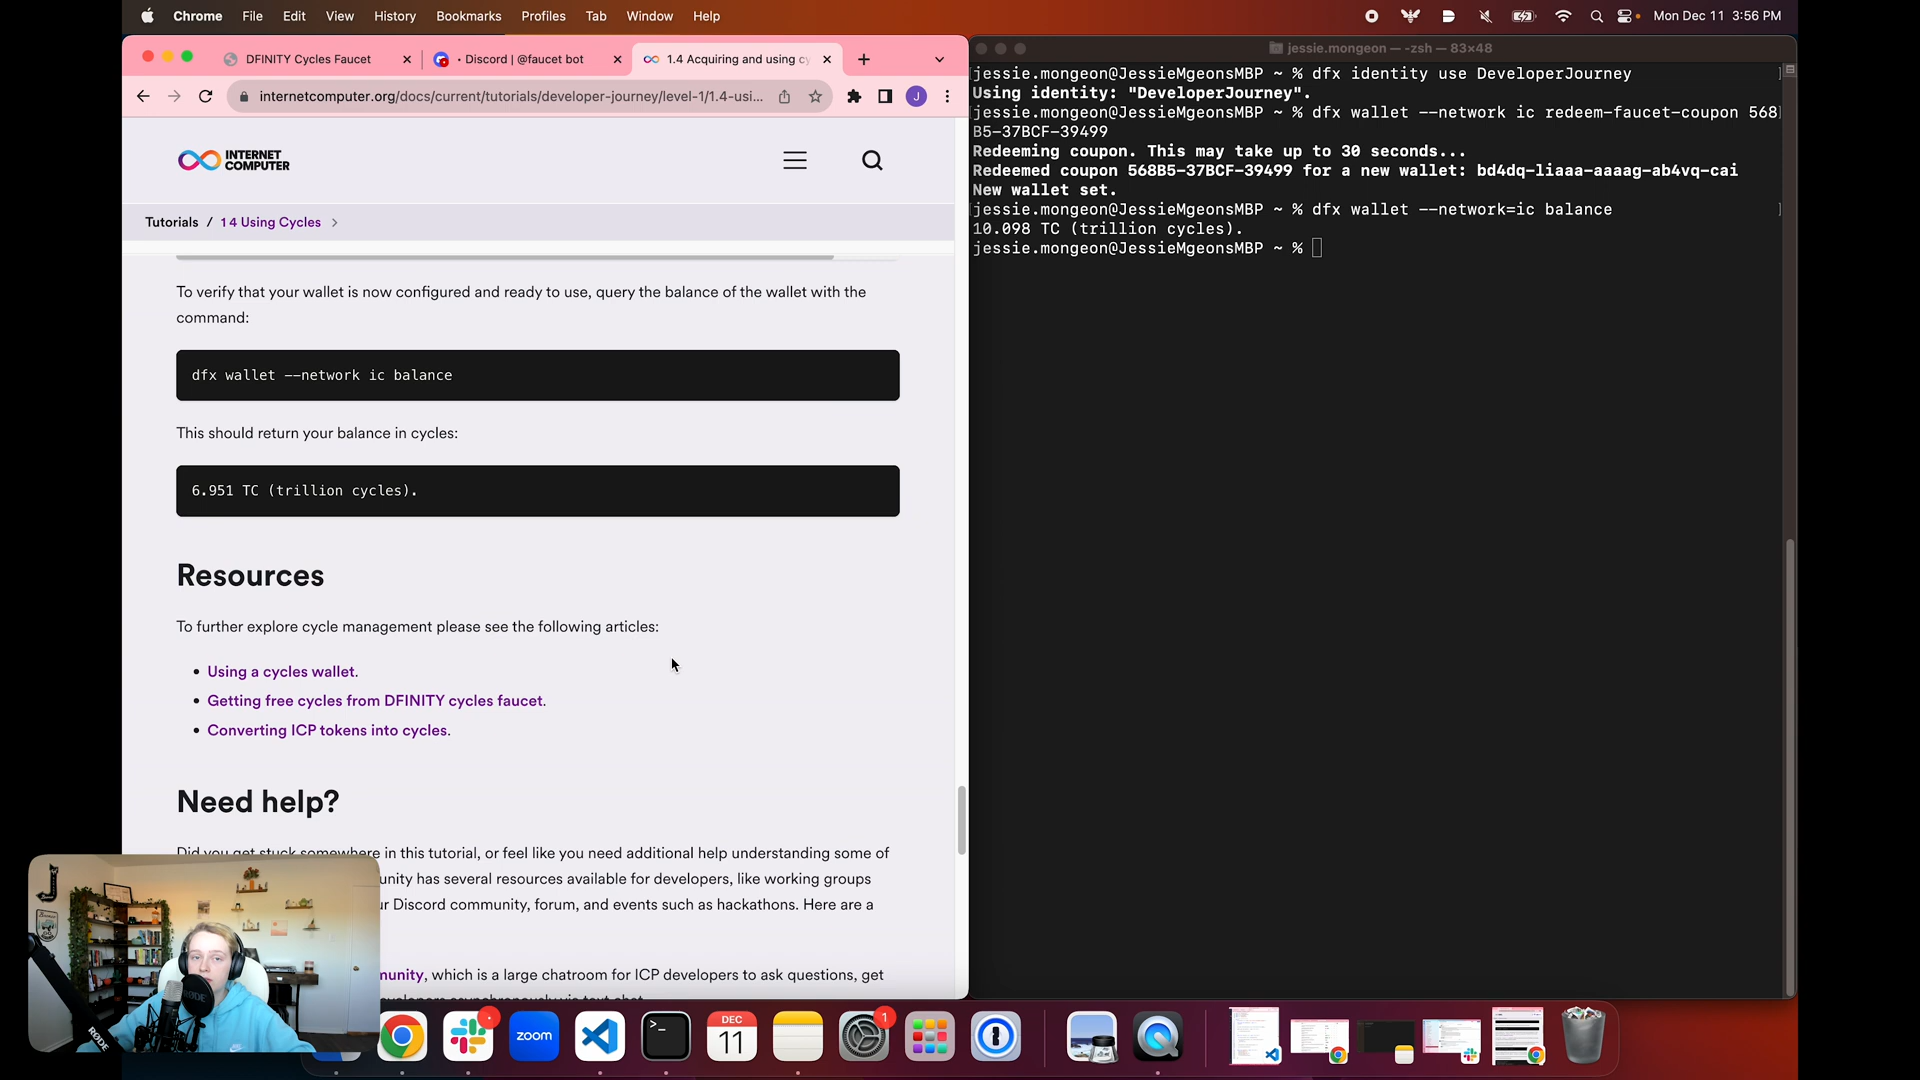 Chrome File Edit View History Bookmarks Profiles Tab Window Help
Mon Dec 11 3:56 PM
DFINITY Cycles Faucet
· Discord | @faucet bot
1.4 Acquiring and using cy
internetcomputer.org/docs/current/tutorials/developer-journey/level-1/1.4-usi...
J
INTERNET
COMPUTER
Tutorials / 1 4 Using Cycles >
To verify that your wallet is now configured and ready to use, query the balance of the wallet with the
command:
dfx wallet --network ic balance
This should return your balance in cycles:
6.951 TC (trillion cycles).
Resources
To further explore cycle management please see the following articles:
• Using a cycles wallet.
• Getting free cycles from DFINITY cycles faucet.
• Converting ICP tokens into cycles.
Need help?
Did you get stuck somewhere in this tutorial, or feel like you need additional help understanding some of
unity has several resources available for developers, like working groups
ur Discord community, forum, and events such as hackathons. Here are a
munity, which is a large chatroom for ICP developers to ask questions, get
jessie.mongeon — -zsh — 83×48
jessie.mongeon@JessieMgeonsMBP ~ % dfx identity use DeveloperJourney
Using identity: "DeveloperJourney".
jessie.mongeon@JessieMgeonsMBP ~ % dfx wallet --network ic redeem-faucet-coupon 568
B5-37BCF-39499
Redeeming coupon. This may take up to 30 seconds...
Redeemed coupon 568B5-37BCF-39499 for a new wallet: bd4dq-liaaa-aaaag-ab4vq-cai
New wallet set.
jessie.mongeon@JessieMgeonsMBP ~ % dfx wallet --network=ic balance
10.098 TC (trillion cycles).
jessie.mongeon@JessieMgeonsMBP ~ %
RØDE
RØDE
zoom
>_
DEC
11
1